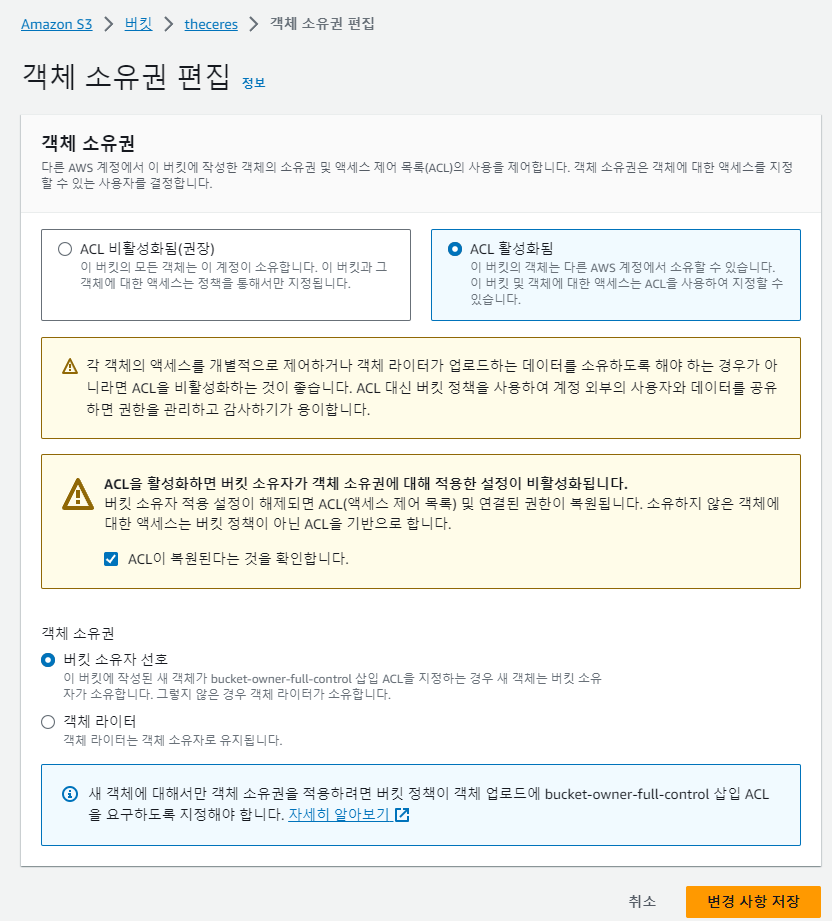 Amazon S3 > 버킷 > theceres > 객체 소유권 편집
객체 소유권 편집 정보
객체 소유권
다른 AWS 계정에서 이 버킷에 작성한 객체의 소유권 및 액세스 제어 목록(ACL)의 사용을 제어합니다. 객체 소유권은 객체에 대한 액세스를 지정
할 수 있는 사용자를 결정합니다.
ACL 비활성화됨(권장)
이 버킷의 모든 객체는 이 계정이 소유합니다. 이 버킷과 그
객체에 대한 액세스는 정책을 통해서만 지정됩니다.
ACL 활성화됨
이 버킷의 객체는 다른 AWS 계정에서 소유할 수 있습니다.
이 버킷 및 객체에 대한 액세스는 ACL을 사용하여 지정할 수
있습니다.
각 객체의 액세스를 개별적으로 제어하거나 객체 라이터가 업로드하는 데이터를 소유하도록 해야 하는 경우가 아
니라면 ACL을 비활성화하는 것이 좋습니다. ACL 대신 버킷 정책을 사용하여 계정 외부의 사용자와 데이터를 공유
하면 권한을 관리하고 감사하기가 용이합니다.
ACL을 활성화하면 버킷 소유자가 객체 소유권에 대해 적용한 설정이 비활성화됩니다.
버킷 소유자 적용 설정이 해제되면 ACL(액세스 제어 목록) 및 연결된 권한이 복원됩니다. 소유하지 않은 객체에
대한 액세스는 버킷 정책이 아닌 ACL을 기반으로 합니다.
ACL이 복원된다는 것을 확인합니다.
객체 소유권
버킷 소유자 선호
이 버킷에 작성된 새 객체가 bucket-owner-full-control 삽입 ACL을 지정하는 경우 새 객체는 버킷 소유
자가 소유합니다. 그렇지 않은 경우 객체 라이터가 소유합니다.
객체 라이터
객체 라이터는 객체 소유자로 유지됩니다.
새 객체에 대해서만 객체 소유권을 적용하려면 버킷 정책이 객체 업로드에 bucket-owner-full-control 삽입 ACL
을 요구하도록 지정해야 합니다. 자세히 알아보기
취소 변경 사항 저장